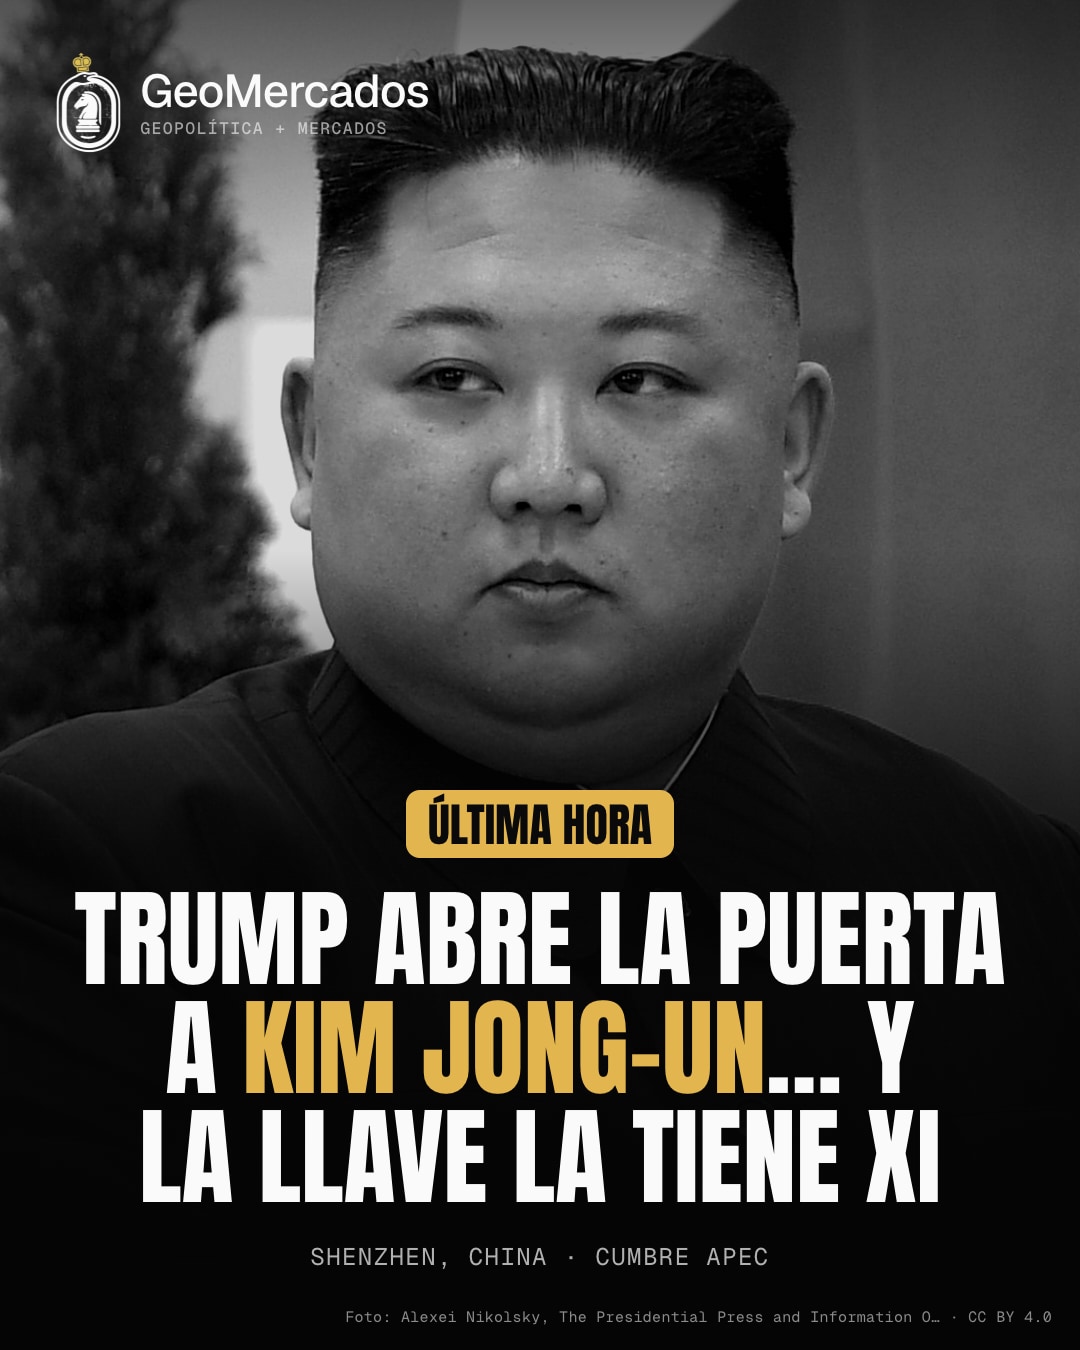 GeoMercados
GEOPOLÍTICA + MERCADOS
ÚLTIMA HORA
TRUMP ABRE LA PUERTA
A KIM JONG-UN... Y
LA LLAVE LA TIENE XI
SHENZHEN, CHINA · CUMBRE APEC
Foto: Alexei Nikolsky, The Presidential Press and Information O… · CC BY 4.0